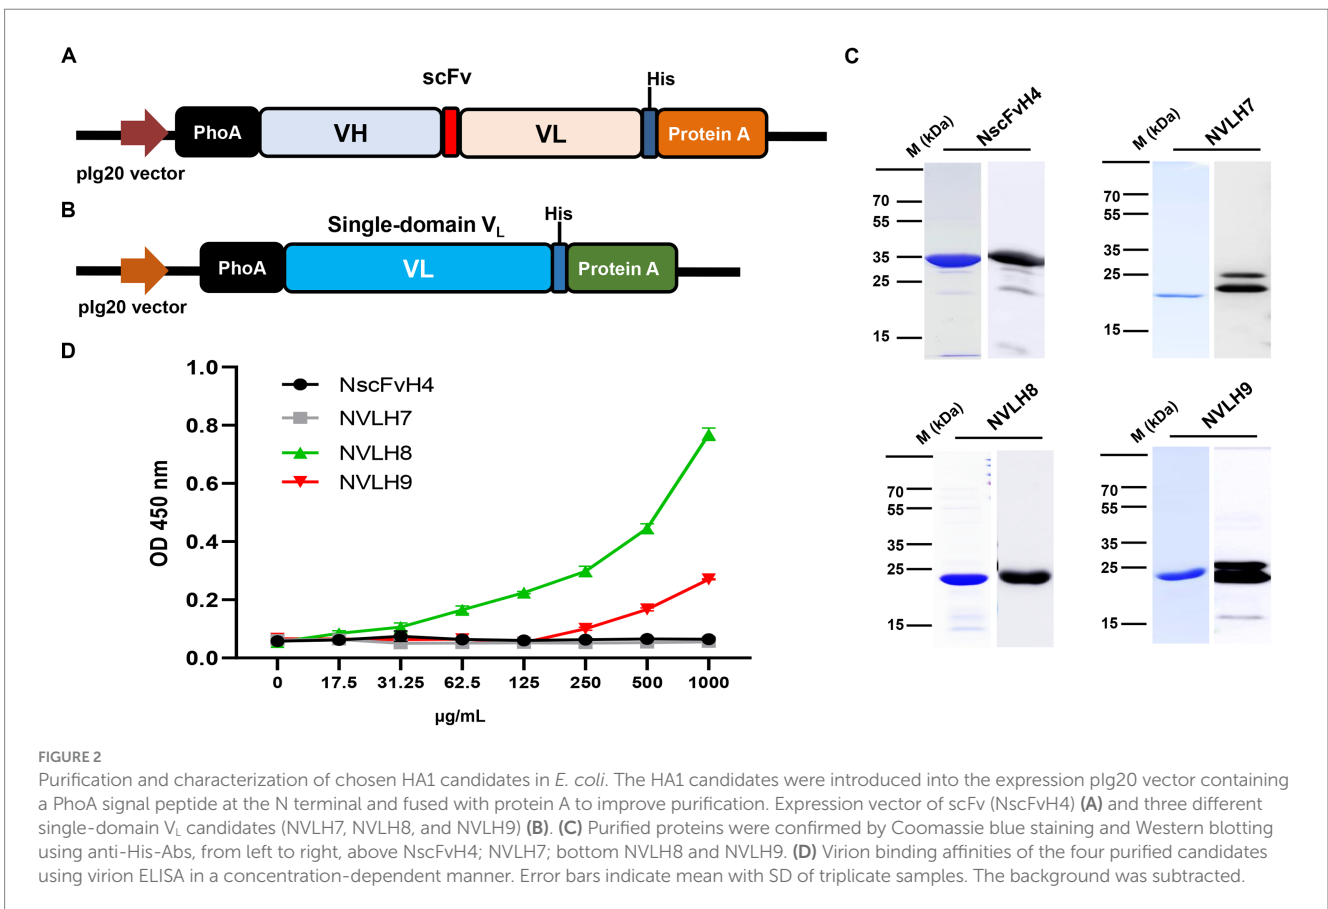 A
scFv
His
PhoA
VH
VL
Protein A
pIg20 vector
B
Single-domain VL
His
PhoA
VL
Protein A
pIg20 vector
C
M (kDa)
NscFvH4
70
55
35
25
15
M (kDa)
NVLH7
70
55
35
25
15
M (kDa)
NVLH8
70
55
35
25
15
M (kDa)
NVLH9
70
55
35
25
15
D
NscFvH4
NVLH7
NVLH8
NVLH9
OD 450 nm
1.0
0.8
0.6
0.4
0.2
0.0
0 17.5 31.25 62.5 125 250 500 1000
µg/mL
FIGURE 2
Purification and characterization of chosen HA1 candidates in E. coli. The HA1 candidates were introduced into the expression pIg20 vector containing
a PhoA signal peptide at the N terminal and fused with protein A to improve purification. Expression vector of scFv (NscFvH4) (A) and three different
single-domain VL candidates (NVLH7, NVLH8, and NVLH9) (B). (C) Purified proteins were confirmed by Coomassie blue staining and Western blotting
using anti-His-Abs, from left to right, above NscFvH4; NVLH7; bottom NVLH8 and NVLH9. (D) Virion binding affinities of the four purified candidates
using virion ELISA in a concentration-dependent manner. Error bars indicate mean with SD of triplicate samples. The background was subtracted.